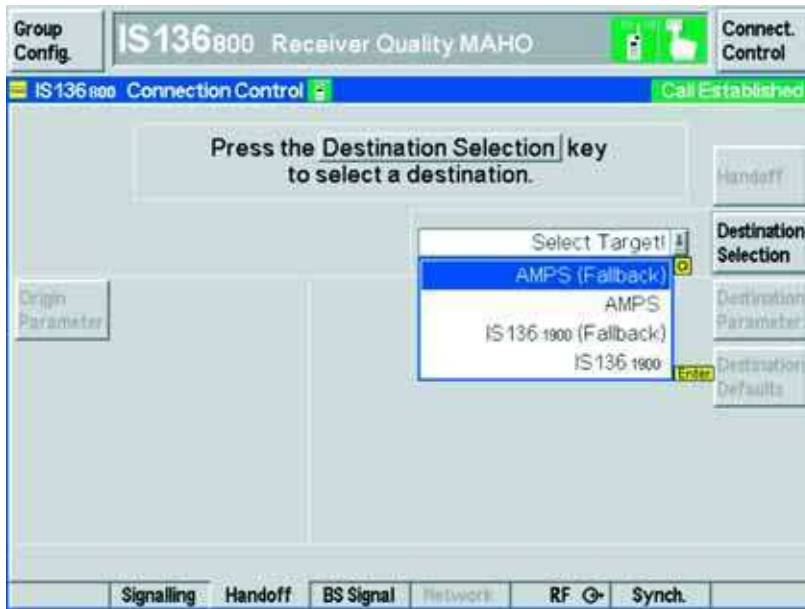 Group
Config.
IS136800 Receiver Quality MAHO
Connect.
Control
IS136 800 Connection Control
Call Established
Press the Destination Selection key
to select a destination.
Handoff
Select Target!
Destination
Selection
AMPS (Fallback)
AMPS
IS136 1900 (Fallback)
IS136 1900
Enter
Origin
Parameter
Destination
Parameter
Destination
Defaults
Signalling
Handoff
BS Signal
Network
RF
Synch.